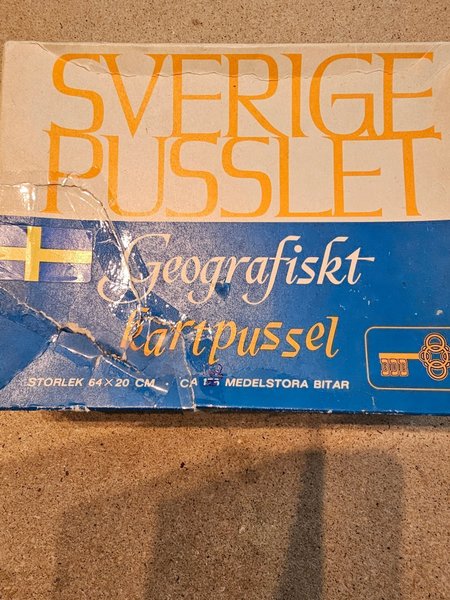 SVERIGE
PUSSLET
Geografiskt
kartpussel
STORLEK 64×20 CM · CA MEDELSTORA BITAR